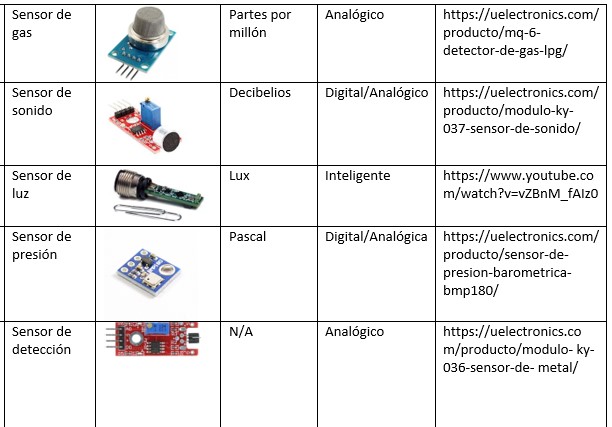 Sensor de
gas
Partes por
millón
Analógico
https://uelectronics.com/
producto/mq-6-
detector-de-gas-lpg/
Sensor de
sonido
Decibelios
Digital/Analógico
https://uelectronics.com/
producto/modulo-ky-
037-sensor-de-sonido/
Sensor de
luz
Lux
Inteligente
https://www.youtube.co
m/watch?v=vZBnM_fAIz0
Sensor de
presión
Pascal
Digital/Analógica
https://uelectronics.com/
producto/sensor-de-
presion-barometrica-
bmp180/
Sensor de
detección
N/A
Analógico
https://uelectronics.co
m/producto/modulo- ky-
036-sensor-de- metal/